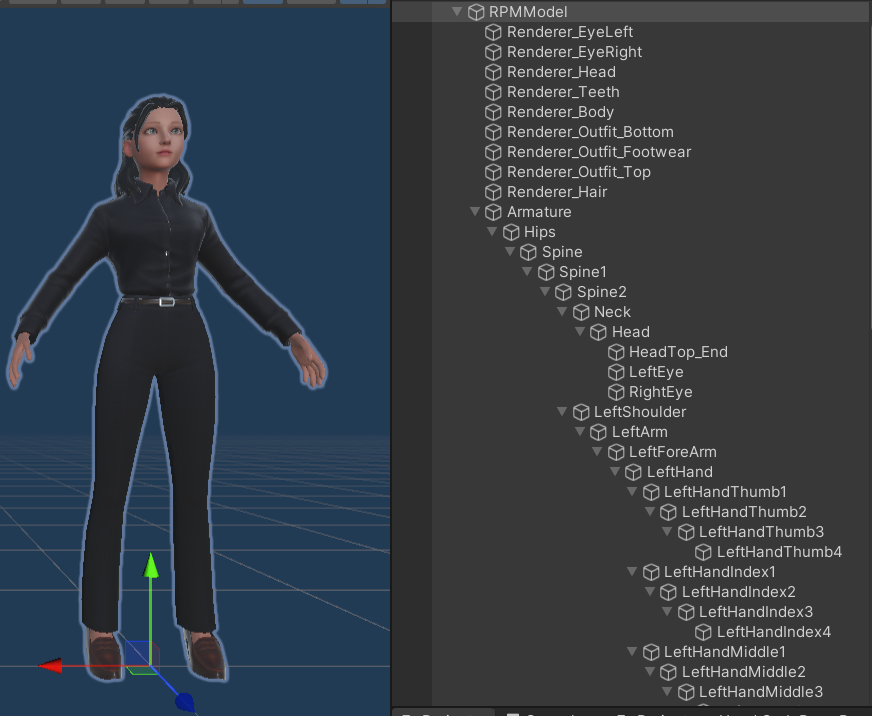 RPMModel
Renderer_EyeLeft
Renderer_EyeRight
Renderer_Head
Renderer_Teeth
Renderer_Body
Renderer_Outfit_Bottom
Renderer_Outfit_Footwear
Renderer_Outfit_Top
Renderer_Hair
Armature
Hips
Spine
Spine1
Spine2
Neck
Head
HeadTop_End
LeftEye
RightEye
LeftShoulder
LeftArm
LeftForeArm
LeftHand
LeftHandThumb1
LeftHandThumb2
LeftHandThumb3
LeftHandThumb4
LeftHandIndex1
LeftHandIndex2
LeftHandIndex3
LeftHandIndex4
LeftHandMiddle1
LeftHandMiddle2
LeftHandMiddle3